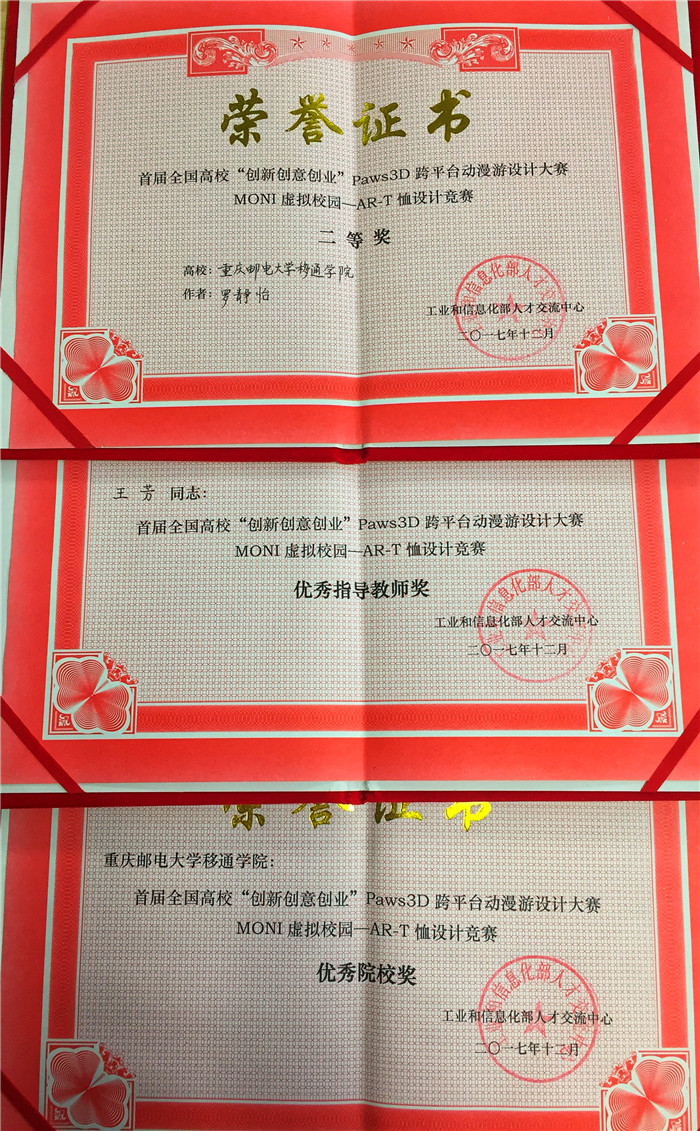 荣誉证书
首届全国高校“创新创意创业”Paws3D跨平台动漫游设计大赛
MONI虚拟校园—AR-T恤设计竞赛
二等奖
高校：重庆邮电大学移通学院
作者：罗静怡
工业和信息化部人才交流中心
二〇一七年十二月
王芳 同志：
首届全国高校“创新创意创业”Paws3D跨平台动漫游设计大赛
MONI虚拟校园—AR-T恤设计竞赛
优秀指导教师奖
工业和信息化部人才交流中心
二〇一七年十二月
荣誉证书
重庆邮电大学移通学院：
首届全国高校“创新创意创业”Paws3D跨平台动漫游设计大赛
MONI虚拟校园—AR-T恤设计竞赛
优秀院校奖
工业和信息化部人才交流中心
二〇一七年十二月